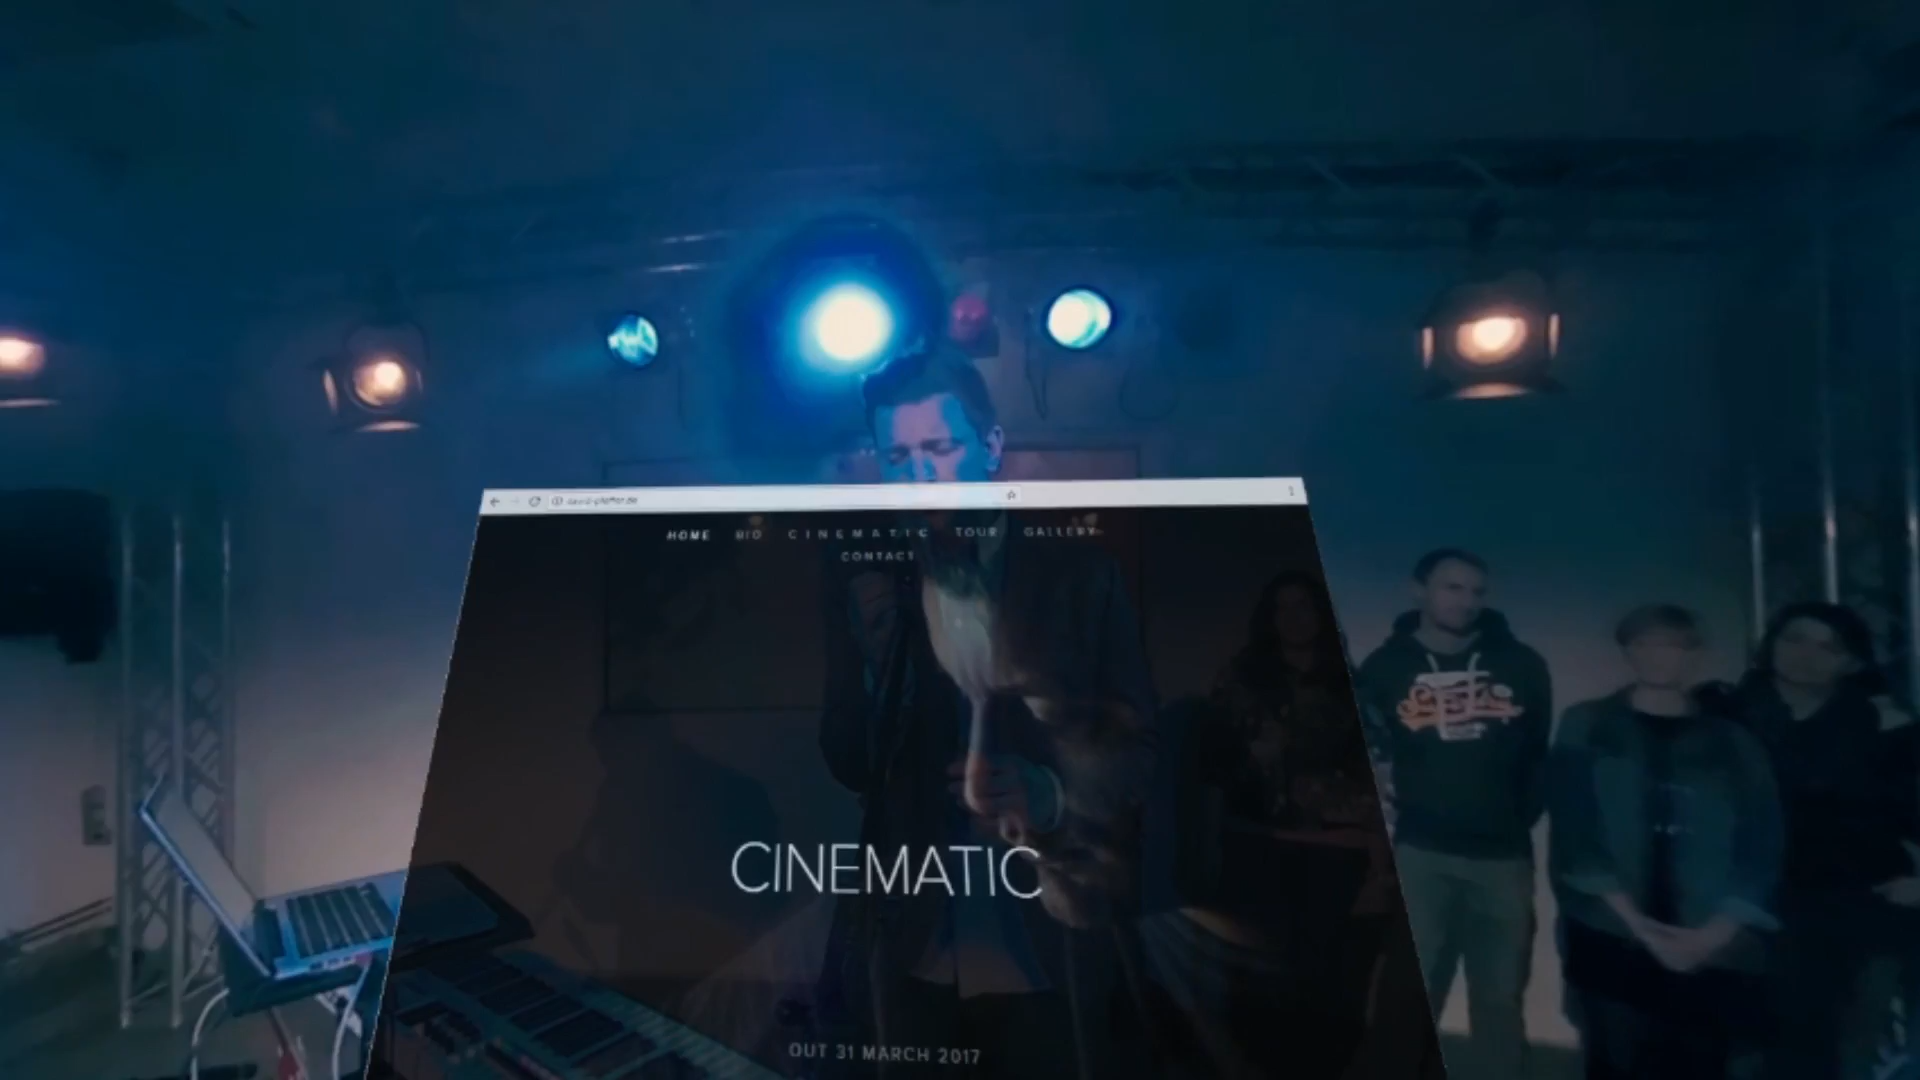 HOME BIO CINEMATIC TOUR GALLERY
CONTACT
CINEMATIC
OUT 31 MARCH 2017